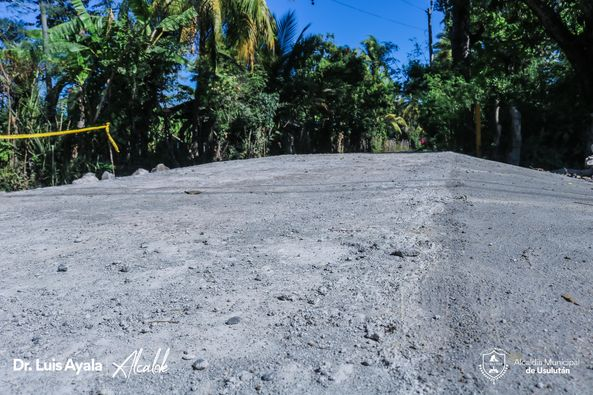 Dr. Luis Ayala
Alcalde
Alcaldía Municipal
de Usulután